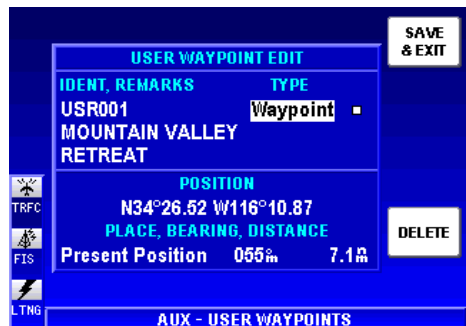 SAVE
& EXIT
USER WAYPOINT EDIT
IDENT, REMARKS TYPE
USR001 Waypoint
MOUNTAIN VALLEY
RETREAT
POSITION
N34°26.52 W116°10.87
PLACE, BEARING, DISTANCE
Present Position 055°m 7.1nm
TRFC
FIS
LTNG
DELETE
AUX - USER WAYPOINTS